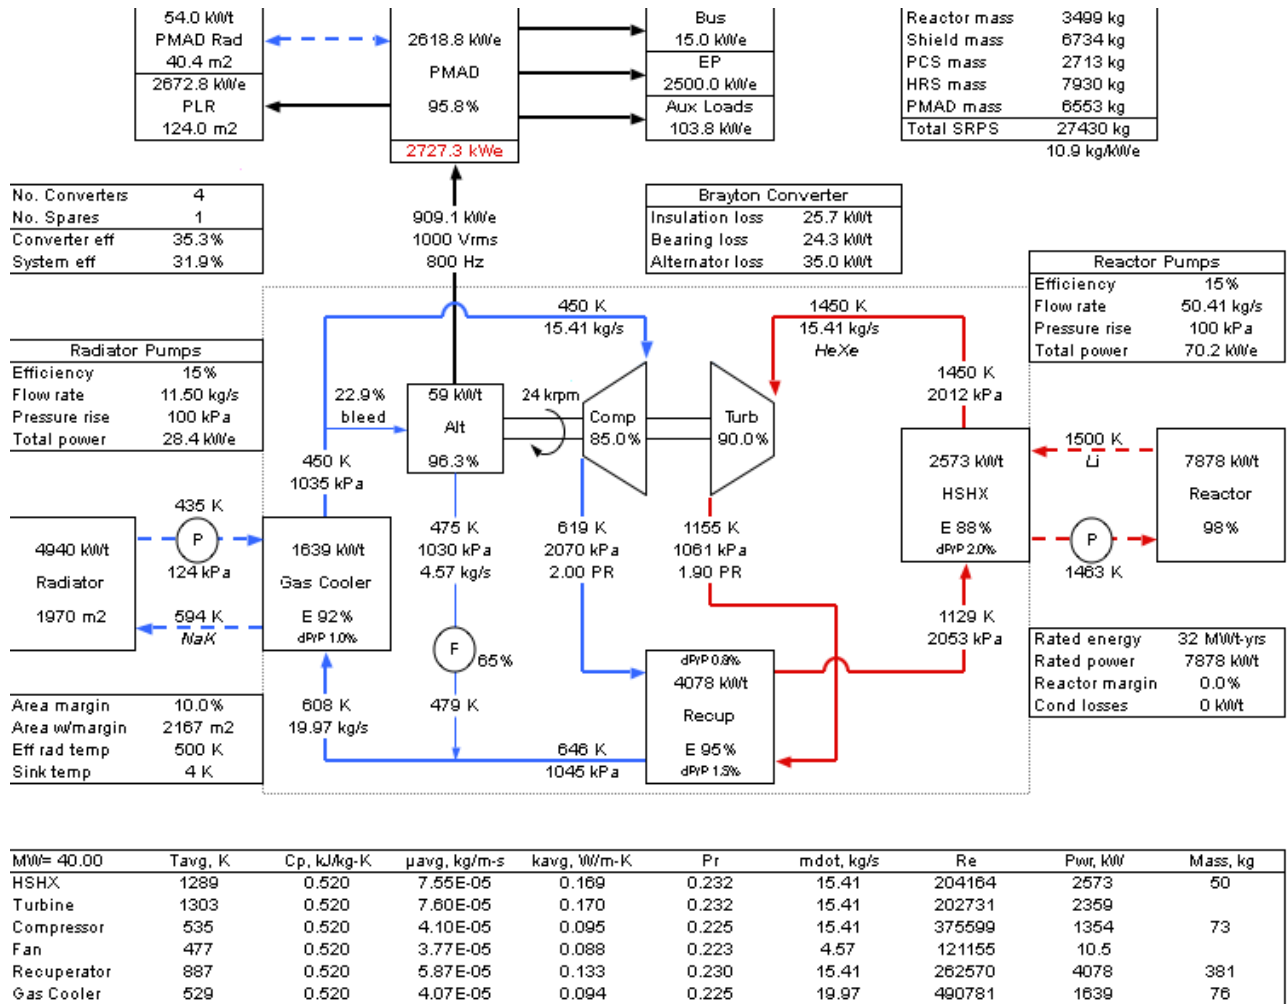 54.0 kWt
PMAD Rad
40.4 m2
2672.8 kWe
PLR
124.0 m2
2618.8 kWe
PMAD
95.8%
2727.3 kWe
Bus
15.0 kWe
EP
2500.0 kWe
Aux Loads
103.8 kWe
Reactor mass 3499 kg
Shield mass 6734 kg
PCS mass 2713 kg
HRS mass 7930 kg
PMAD mass 6553 kg
Total SRPS 27430 kg
10.9 kg/kWe
No. Converters 4
No. Spares 1
Converter eff 35.3%
System eff 31.9%
909.1 kWe
1000 Vrms
800 Hz
Brayton Converter
Insulation loss 25.7 kWt
Bearing loss 24.3 kWt
Alternator loss 35.0 kWt
Reactor Pumps
Efficiency 15%
Flow rate 50.41 kg/s
Pressure rise 100 kPa
Total power 70.2 kWe
Radiator Pumps
Efficiency 15%
Flow rate 11.50 kg/s
Pressure rise 100 kPa
Total power 28.4 kWe
450 K
15.41 kg/s
1450 K
15.41 kg/s
HeXe
1450 K
2012 kPa
22.9%
bleed
59 kWt
Alt
96.3%
24 krpm
Comp
85.0%
Turb
90.0%
450 K
1035 kPa
2573 kWt
HSHX
E 88%
dP/P 2.0%
1500 K
Li
P
1463 K
7878 kWt
Reactor
98%
4940 kWt
Radiator
1970 m2
435 K
P
124 kPa
594 K
NaK
1639 kWt
Gas Cooler
E 92%
dP/P 1.0%
475 K
1030 kPa
4.57 kg/s
F
65%
479 K
619 K
2070 kPa
2.00 PR
1155 K
1061 kPa
1.90 PR
1129 K
2053 kPa
dP/P 0.8%
4078 kWt
Recup
E 95%
dP/P 1.5%
608 K
19.97 kg/s
646 K
1045 kPa
Rated energy 32 MWt-yrs
Rated power 7878 kWt
Reactor margin 0.0%
Cond losses 0 kWt
Area margin 10.0%
Area w/margin 2167 m2
Eff rad temp 500 K
Sink temp 4 K
MW= 40.00 Tavg, K Cp, kJ/kg-K µavg, kg/m-s kavg, W/m-K Pr mdot, kg/s Re Pwr, kW Mass, kg
HSHX 1289 0.520 7.55E-05 0.169 0.232 15.41 204164 2573 50
Turbine 1303 0.520 7.60E-05 0.170 0.232 15.41 202731 2359
Compressor 535 0.520 4.10E-05 0.095 0.225 15.41 375599 1354 73
Fan 477 0.520 3.77E-05 0.088 0.223 4.57 121155 10.5
Recuperator 887 0.520 5.87E-05 0.133 0.230 15.41 262570 4078 381
Gas Cooler 529 0.520 4.07E-05 0.094 0.225 19.97 490781 1639 76